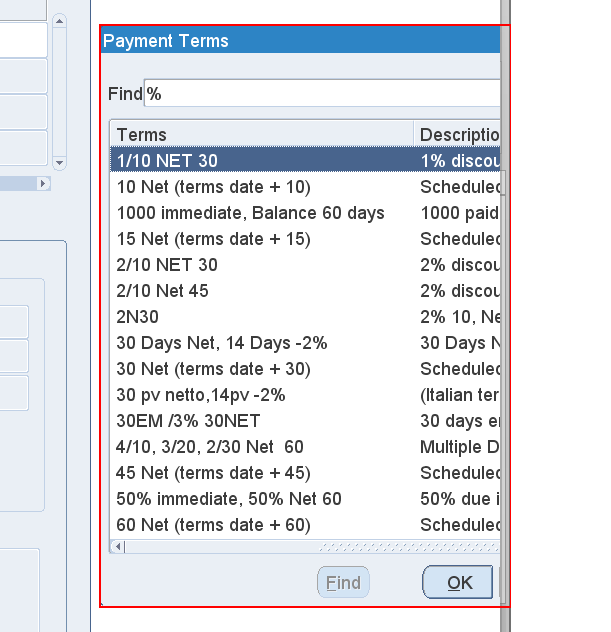 Payment Terms
Find %
Terms Descriptio
1/10 NET 30 1% discou
10 Net (terms date + 10) Scheduled
1000 immediate, Balance 60 days 1000 paid
15 Net (terms date + 15) Scheduled
2/10 NET 30 2% discou
2/10 Net 45 2% discou
2N30 2% 10, Ne
30 Days Net, 14 Days -2% 30 Days N
30 Net (terms date + 30) Scheduled
30 pv netto,14pv -2% (Italian ter
30EM /3% 30NET 30 days e
4/10, 3/20, 2/30 Net  60 Multiple D
45 Net (terms date + 45) Scheduled
50% immediate, 50% Net 60 50% due i
60 Net (terms date + 60) Scheduled
Find OK